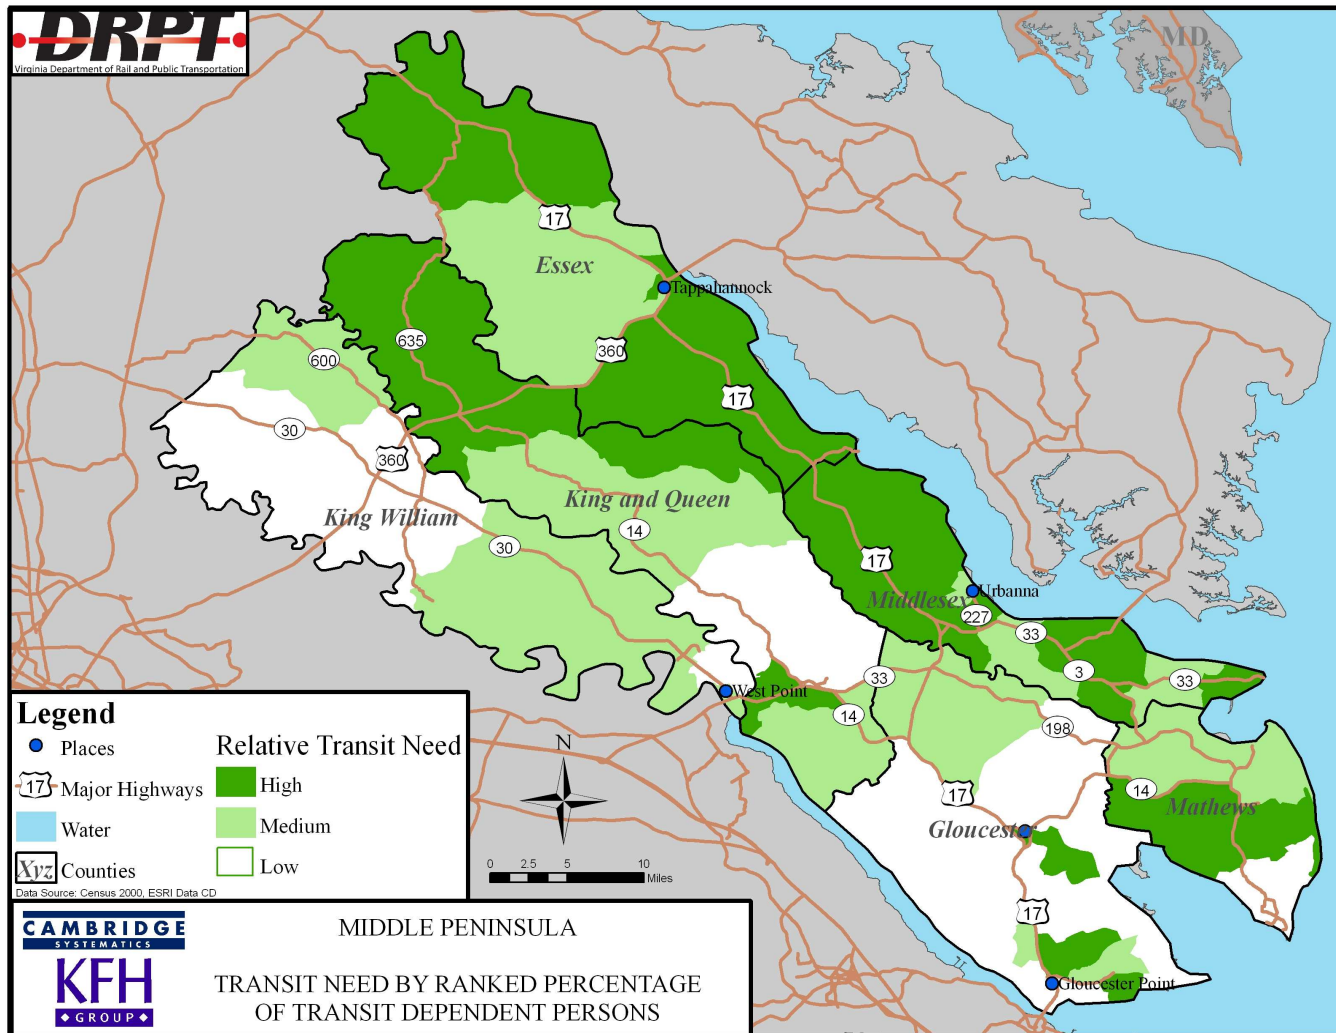 DRPT
Virginia Department of Rail and Public Transportation
MD
17
Essex
Tappahannock
635
360
600
17
30
360
King and Queen
King William
14
30
17
Middlesex
Urbanna
227
33
33
3
33
West Point
14
198
14
17
Mathews
Gloucester
17
Gloucester Point
N
0 2.5 5 10
Miles
Legend
Places
17 Major Highways
Water
Xyz Counties
Relative Transit Need
High
Medium
Low
Data Source: Census 2000, ESRI Data CD
CAMBRIDGE
SYSTEMATICS
KFH
GROUP
MIDDLE PENINSULA
TRANSIT NEED BY RANKED PERCENTAGE
OF TRANSIT DEPENDENT PERSONS